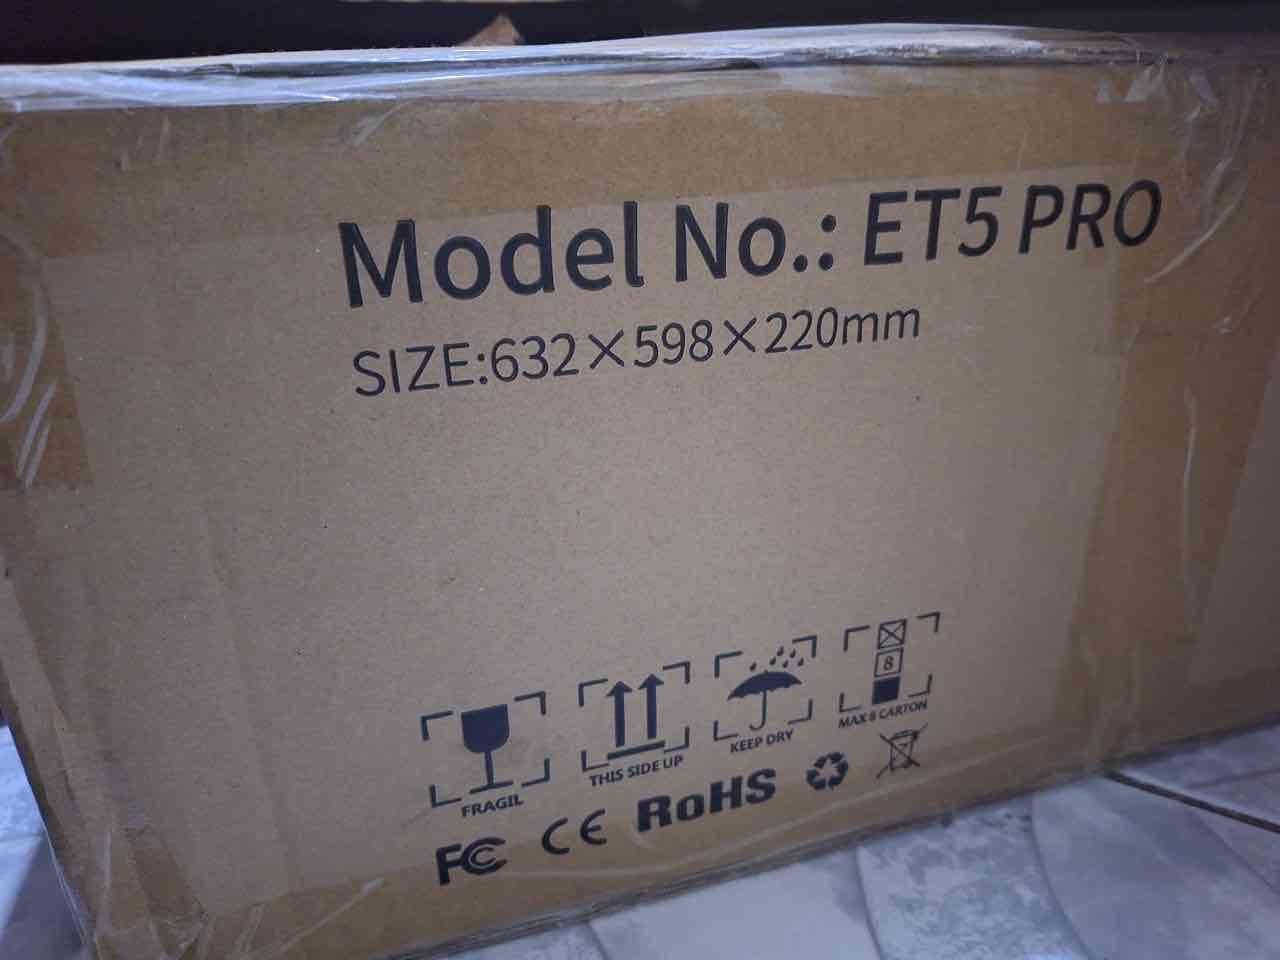 Model No.: ET5 PRO
SIZE:632×598×220mm
8
FRAGIL
THIS SIDE UP
KEEP DRY
MAX 8 CARTON
FC CE RoHS